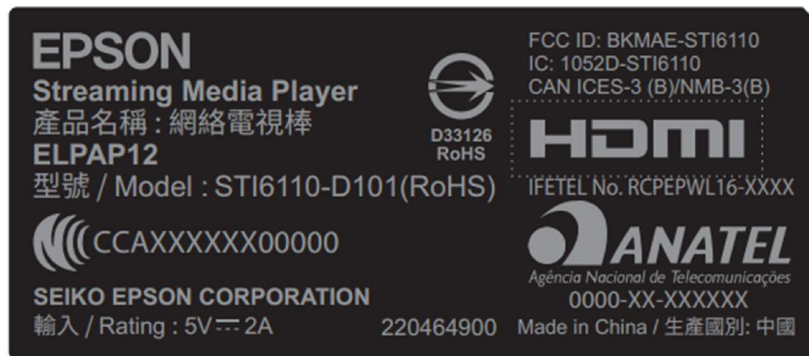 EPSON
Streaming Media Player
產品名稱 : 網絡電視棒
ELPAP12
型號 / Model : STI6110-D101(RoHS)
CCAXXXXXXX00000
SEIKO EPSON CORPORATION
輸入 / Rating : 5V⎓2A
220464900
D33126
RoHS
FCC ID: BKMAE-STI6110
IC: 1052D-STI6110
CAN ICES-3 (B)/NMB-3(B)
HDMI
IFETEL No. RCPEPWL16-XXXX
ANATEL
Agência Nacional de Telecomunicações
0000-XX-XXXXXX
Made in China / 生產國別: 中國